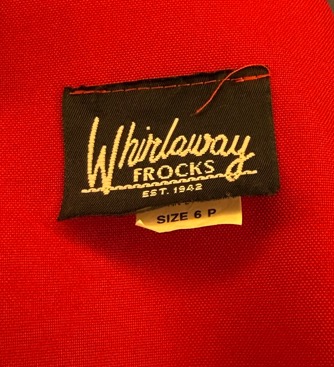 Whirlaway
FROCKS
EST. 1942
SIZE 6 P